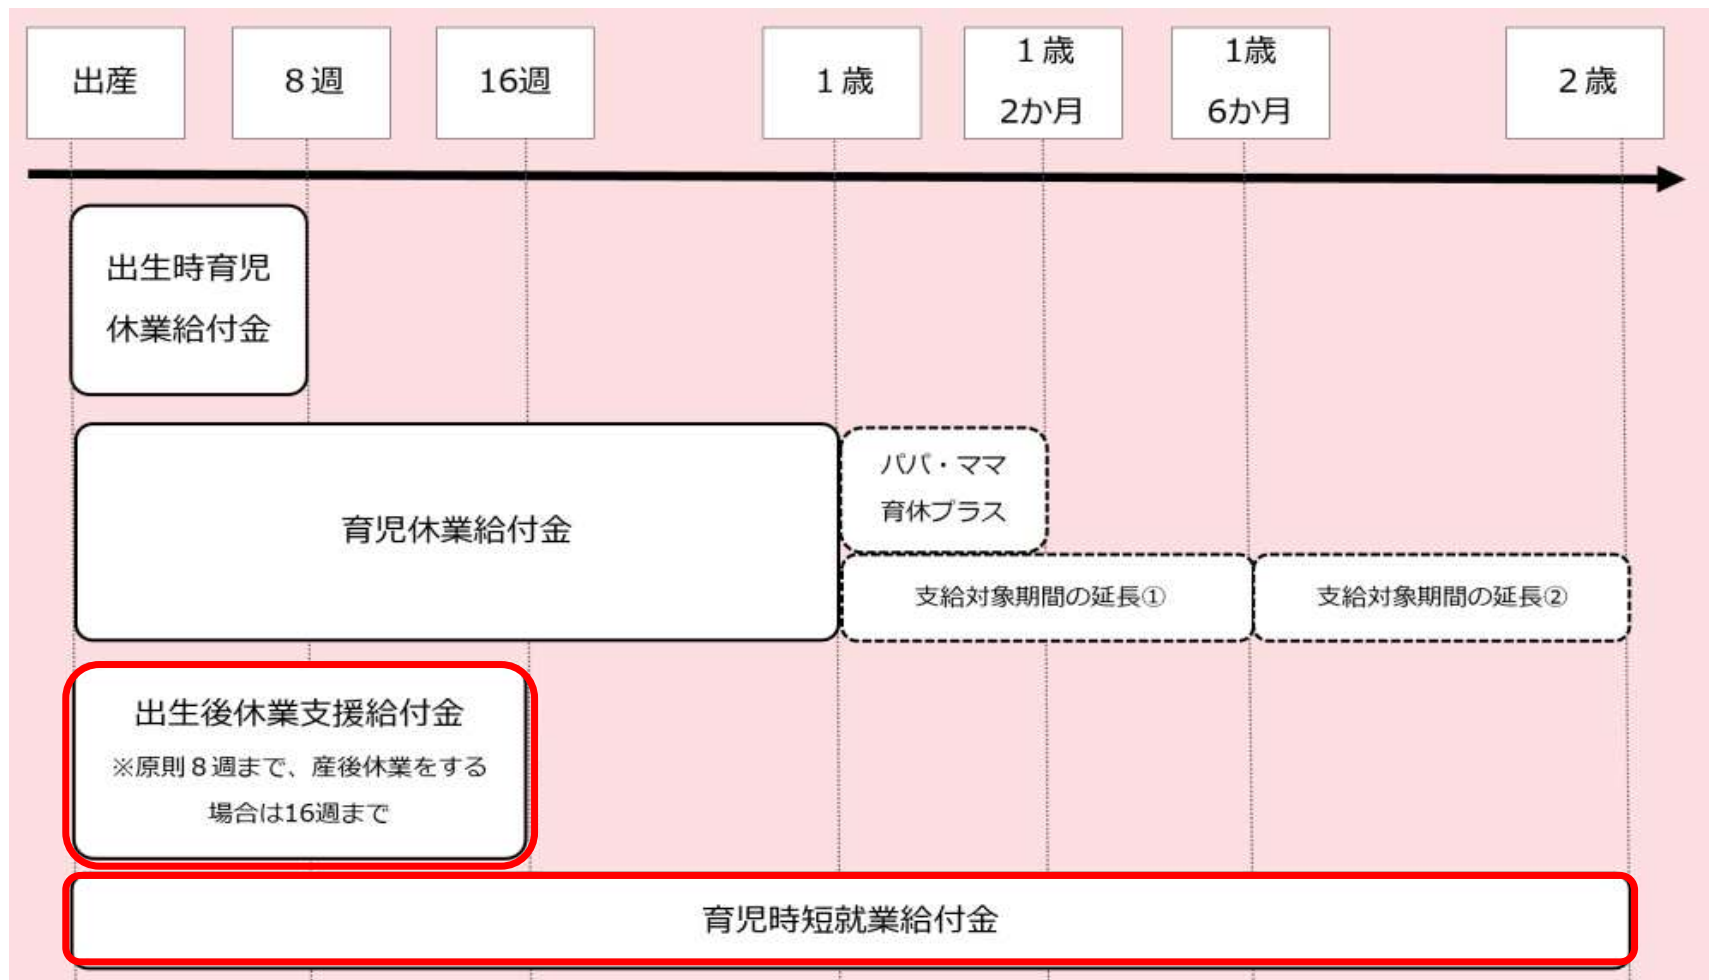 出産
８週
16週
１歳
１歳
2か月
1歳
6か月
２歳
出生時育児
休業給付金
育児休業給付金
パパ・ママ
育休プラス
支給対象期間の延長①
支給対象期間の延長②
出生後休業支援給付金
※原則８週まで、産後休業をする
場合は16週まで
育児時短就業給付金